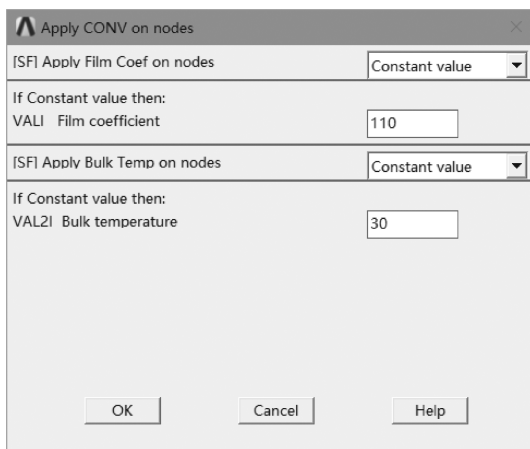 Apply CONV on nodes
[SF] Apply Film Coef on nodes
Constant value
If Constant value then:
VALI Film coefficient
110
[SF] Apply Bulk Temp on nodes
Constant value
If Constant value then:
VAL2I Bulk temperature
30
OK Cancel Help